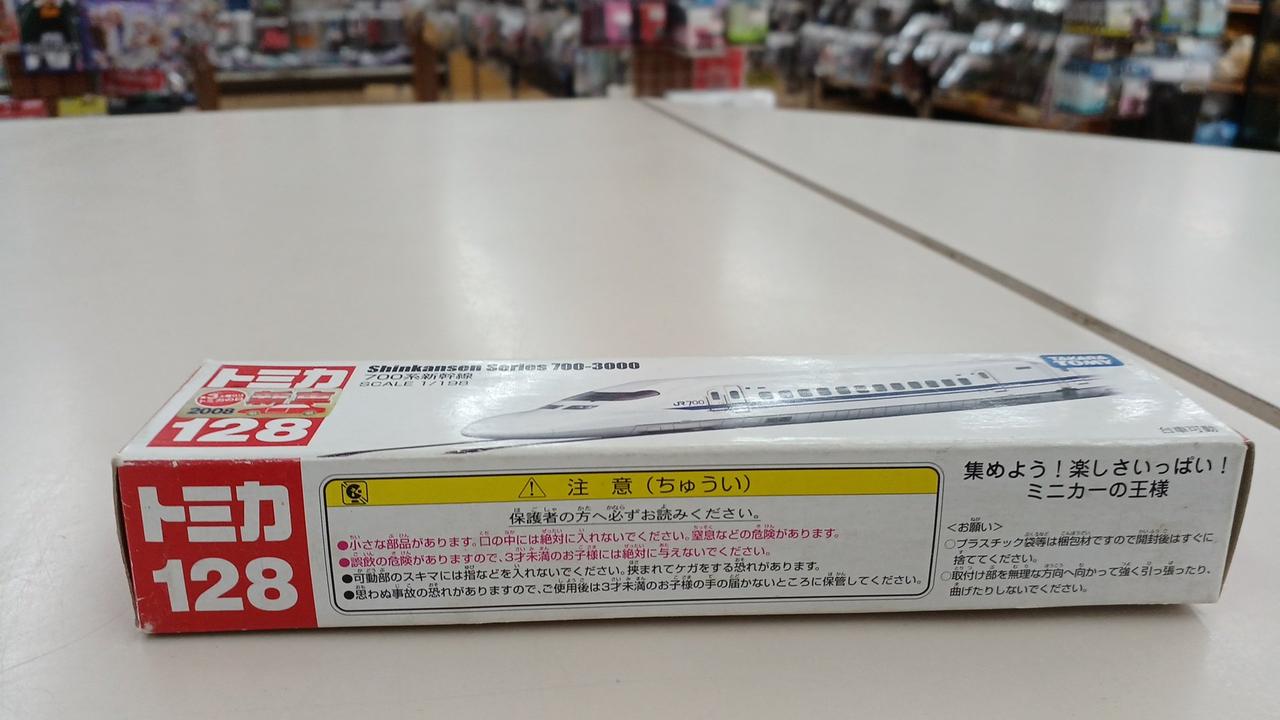 トミカ
2008
128
Shinkansen Series 700-3000
700系新幹線
SCALE 1/198
JR700
TAKARA TOMY
台車可動
トミカ
128
注 意(ちゅうい)
保護者の方へ必ずお読みください。
●小さな部品があります。口の中には絶対に入れないでください。窒息などの危険があります。
●誤飲の危険がありますので、3才未満のお子様には絶対に与えないでください。
●可動部のスキマには指などを入れないでください。挟まれてケガをする恐れがあります。
●思わぬ事故の恐れがありますので、ご使用後は3才未満のお子様の手の届かないところに保管してください。
集めよう!楽しさいっぱい!
ミニカーの王様
<お願い>
○プラスチック袋等は梱包材ですので開封後はすぐに
捨ててください。
○取付け部を無理な方向へ向かって強く引っ張ったり、
曲げたりしないでください。